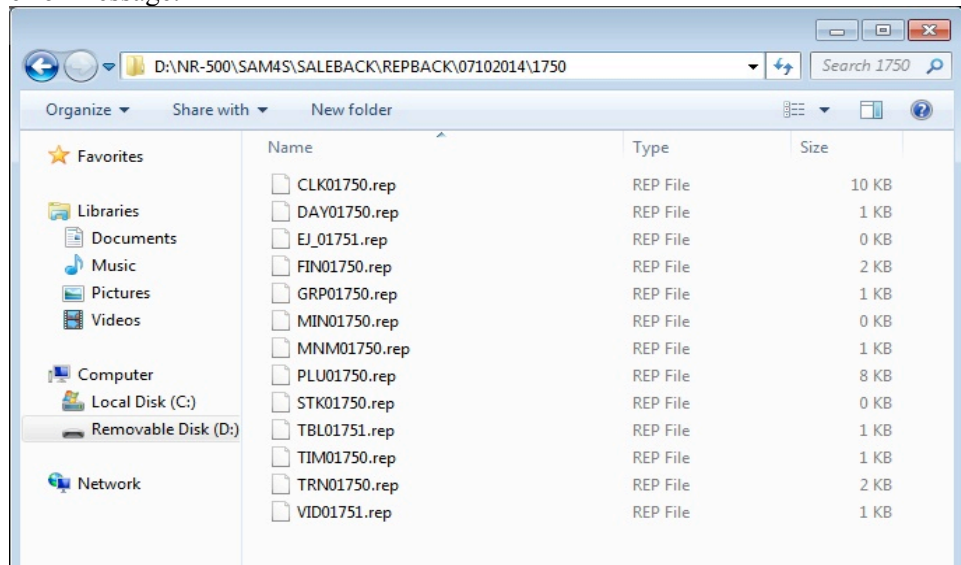 D:\NR-500\SAM4S\SALEBACK\REPBACK\07102014\1750
Search 1750
Organize
Share with
New folder
Favorites
Libraries
Documents
Music
Pictures
Videos
Computer
Local Disk (C:)
Removable Disk (D:)
Network
Name Type Size
CLK01750.rep REP File 10 KB
DAY01750.rep REP File 1 KB
EJ_01751.rep REP File 0 KB
FIN01750.rep REP File 2 KB
GRP01750.rep REP File 1 KB
MIN01750.rep REP File 0 KB
MNM01750.rep REP File 1 KB
PLU01750.rep REP File 8 KB
STK01750.rep REP File 0 KB
TBL01751.rep REP File 1 KB
TIM01750.rep REP File 1 KB
TRN01750.rep REP File 2 KB
VID01751.rep REP File 1 KB